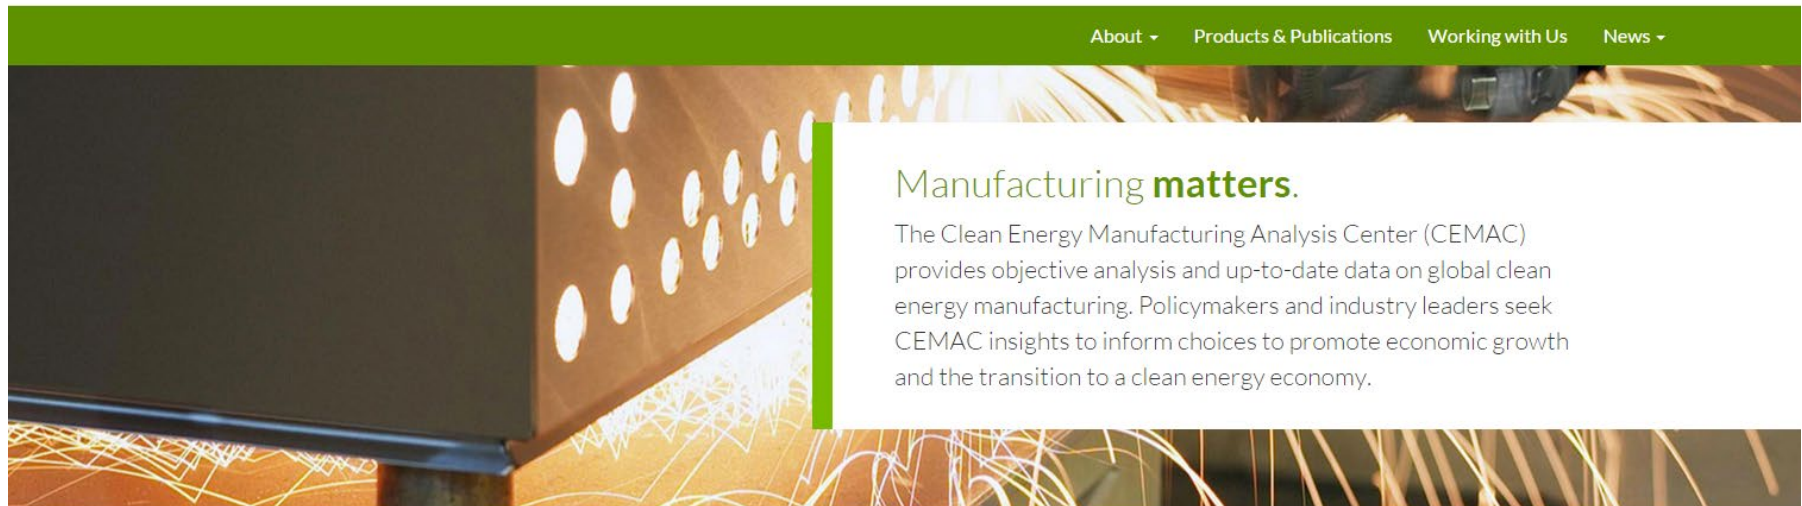 About
Products & Publications
Working with Us
News
Manufacturing matters.
The Clean Energy Manufacturing Analysis Center (CEMAC)
provides objective analysis and up-to-date data on global clean
energy manufacturing. Policymakers and industry leaders seek
CEMAC insights to inform choices to promote economic growth
and the transition to a clean energy economy.